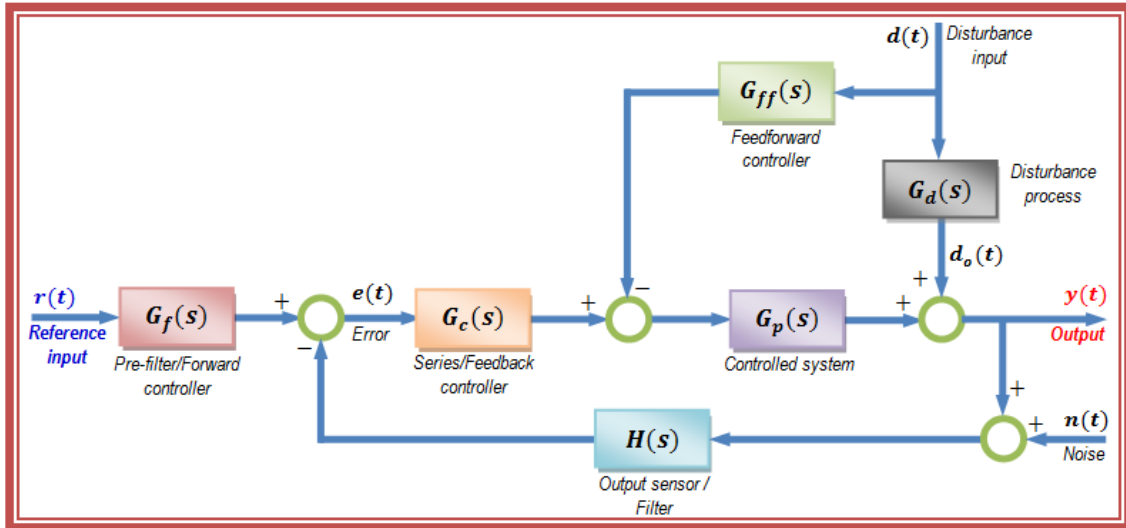 d(t)
Disturbance
input
G_ff(s)
Feedforward
controller
G_d(s)
Disturbance
process
d_o(t)
r(t)
Reference
input
G_f(s)
Pre-filter/Forward
controller
+
−
e(t)
Error
G_c(s)
Series/Feedback
controller
+
−
G_p(s)
Controlled system
+
+
y(t)
Output
+
+
n(t)
Noise
H(s)
Output sensor /
Filter